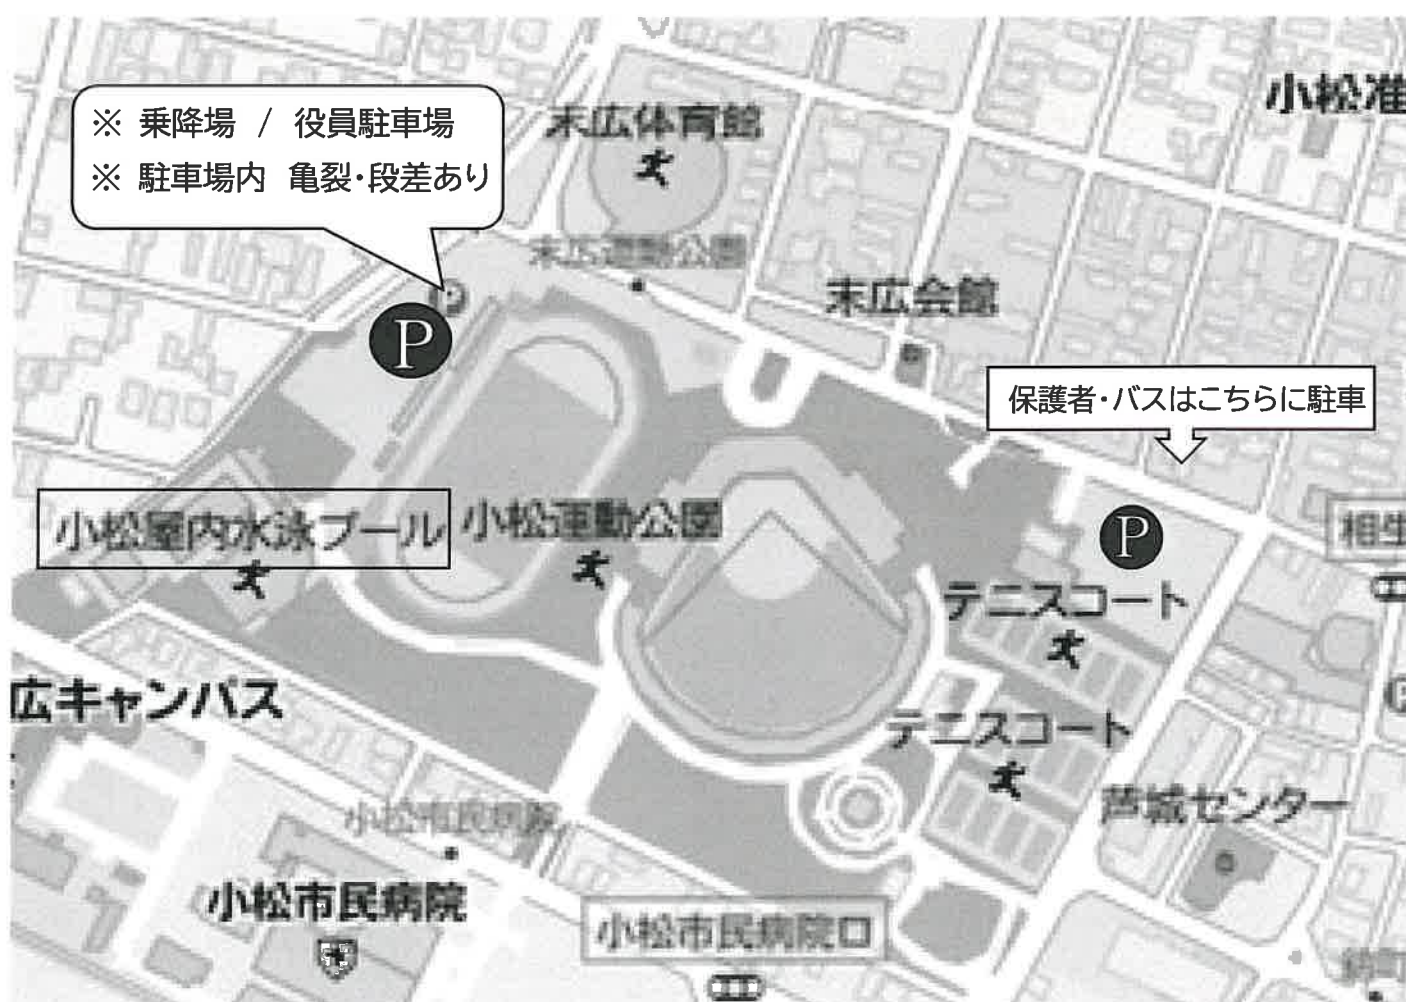 小松准
※ 乗降場 / 役員駐車場
※ 駐車場内 亀裂・段差あり
末広体育館
末広運動公園
末広会館
P
保護者・バスはこちらに駐車
小松屋内水泳プール
小松運動公園
P
相生
テニスコート
広キャンパス
テニスコート
芦城センター
小松市民病院
小松市民病院
小松市民病院口